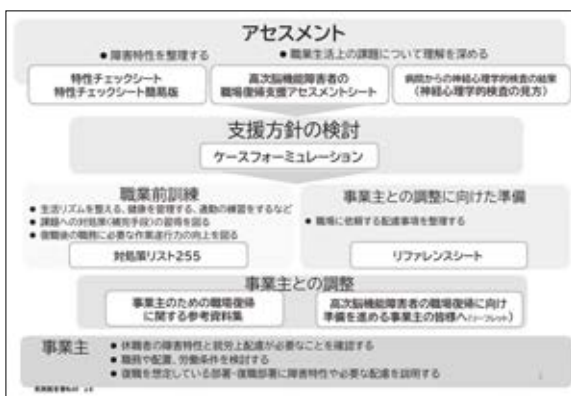 アセスメント
● 障害特性を整理する
● 職業生活上の課題について理解を深める
特性チェックシート
特性チェックシート簡易版
高次脳機能障害者の
職場復帰支援アセスメントシート
病院からの神経心理学的検査の結果
(神経心理学的検査の見方)
支援方針の検討
ケースフォーミュレーション
職業前訓練
● 生活リズムを整える、健康を管理する、通勤の練習をするなど
● 課題への対処策(補完手段)の習得を図る
● 復職後の職務に必要な作業遂行力の向上を図る
対処策リスト255
事業主との調整に向けた準備
● 職場に依頼する配慮事項を整理する
リファレンスシート
事業主との調整
事業主のための職場復帰
に関する参考資料集
高次脳機能障害者の職場復帰に向け
準備を進める事業主の皆様へ(リーフレット)
事業主
● 休職者の障害特性と就労上配慮が必要なことを確認する
● 職務や配置、労働条件を検討する
● 復職を想定している部署・復職部署に障害特性や必要な配慮を説明する